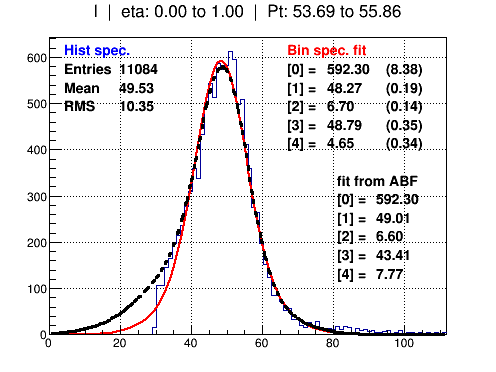 I | eta: 0.00 to 1.00 | Pt: 53.69 to 55.86
Hist spec.
Entries 11084
Mean 49.53
RMS 10.35
Bin spec. fit
[0] = 592.30 (8.38)
[1] = 48.27 (0.19)
[2] = 6.70 (0.14)
[3] = 48.79 (0.35)
[4] = 4.65 (0.34)
fit from ABF
[0] = 592.30
[1] = 49.01
[2] = 6.60
[3] = 43.41
[4] = 7.77
600
500
400
300
200
100
0
0 20 40 60 80 100